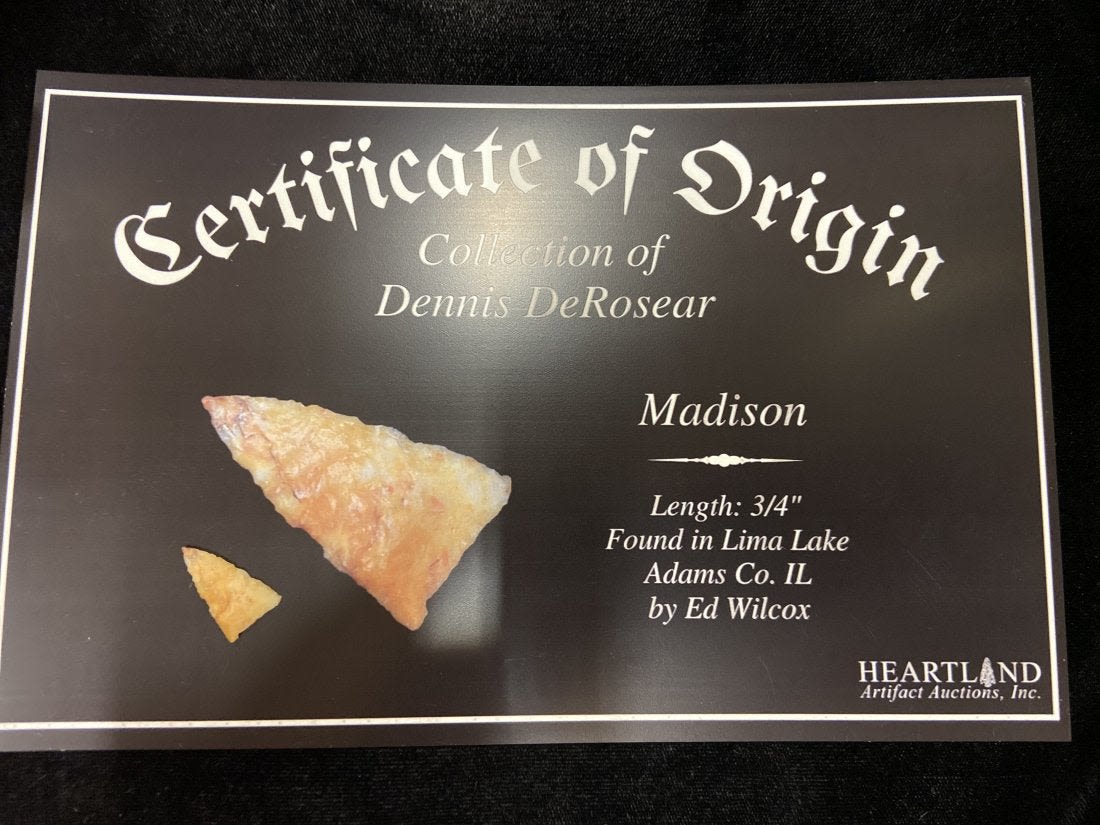 Certificate of Origin
Collection of
Dennis DeRosear
Madison
Length: 3/4"
Found in Lima Lake
Adams Co. IL
by Ed Wilcox
HEARTLAND
Artifact Auctions, Inc.